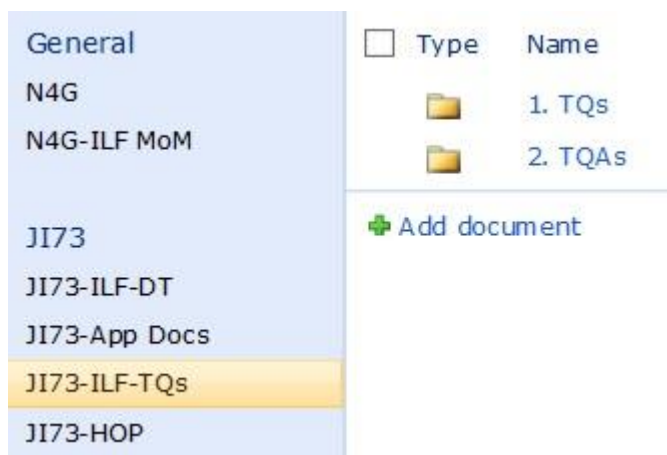 General
N4G
N4G-ILF MoM
JI73
JI73-ILF-DT
JI73-App Docs
JI73-ILF-TQs
JI73-HOP
Type Name
1. TQs
2. TQAs
Add document